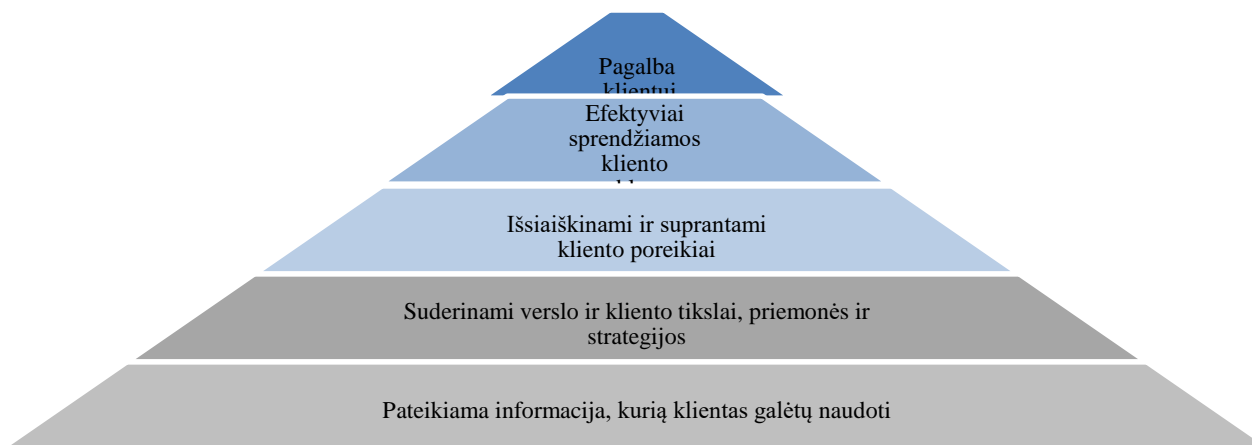 Pagalba
klientui
Efektyviai
sprendžiamos
kliento
Išsiaiškinami ir suprantami
kliento poreikiai
Suderinami verslo ir kliento tikslai, priemonės ir
strategijos
Pateikiama informacija, kurią klientas galėtų naudoti